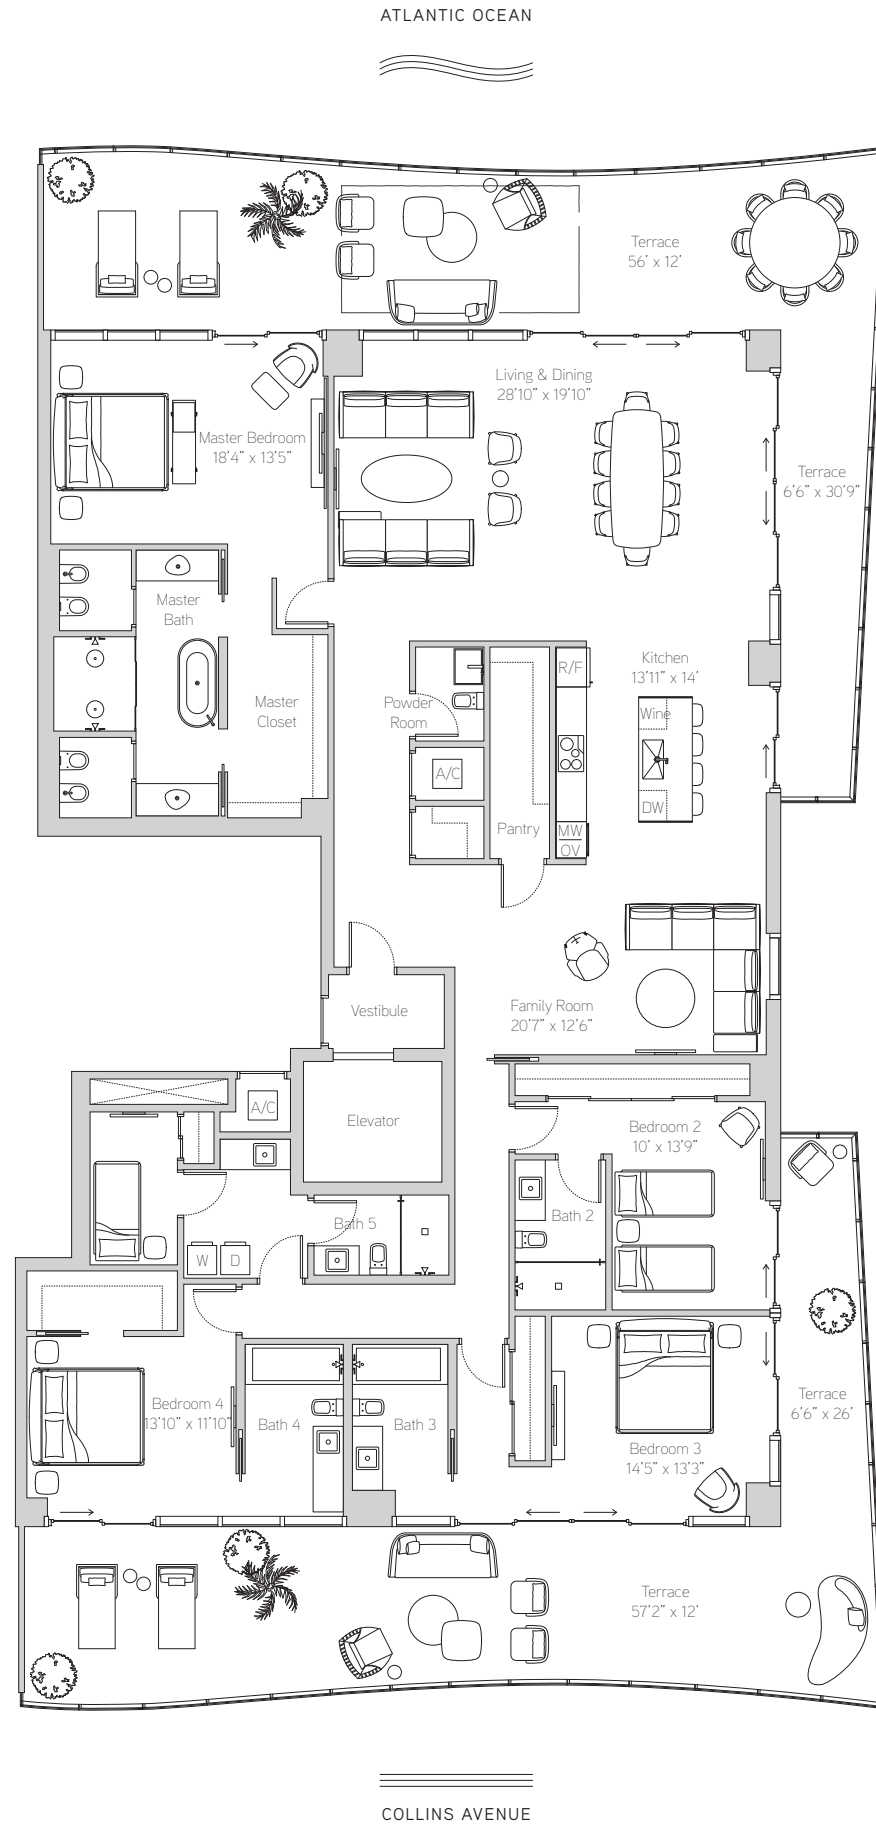 ATLANTIC OCEAN
Terrace
56' x 12'
Living & Dining
28'10" x 19'10"
Master Bedroom
18'4" x 13'5"
Terrace
6'6" x 30'9"
Master
Bath
Kitchen
13'11" x 14'
R/F
Master
Closet
Powder
Room
Wine
A/C
DW
Pantry
MW
OV
Family Room
20'7" x 12'6"
Vestibule
A/C
Elevator
Bedroom 2
10' x 13'9"
Bath 5
Bath 2
W
D
Terrace
6'6" x 26'
Bedroom 4
13'10" x 11'10"
Bath 4
Bath 3
Bedroom 3
14'5" x 13'3"
Terrace
57'2" x 12'
COLLINS AVENUE